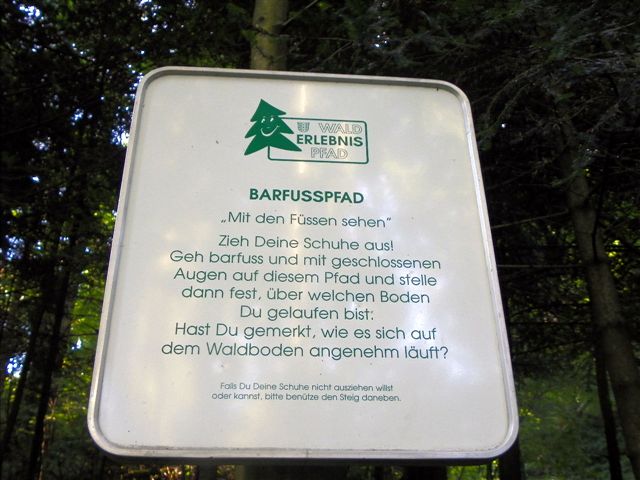 WALD
ERLEBNIS
PFAD
BARFUSSPFAD
„Mit den Füssen sehen"
Zieh Deine Schuhe aus!
Geh barfuss und mit geschlossenen
Augen auf diesem Pfad und stelle
dann fest, über welchen Boden
Du gelaufen bist:
Hast Du gemerkt, wie es sich auf
dem Waldboden angenehm läuft?
Falls Du Deine Schuhe nicht ausziehen willst
oder kannst, bitte benütze den Steig daneben.